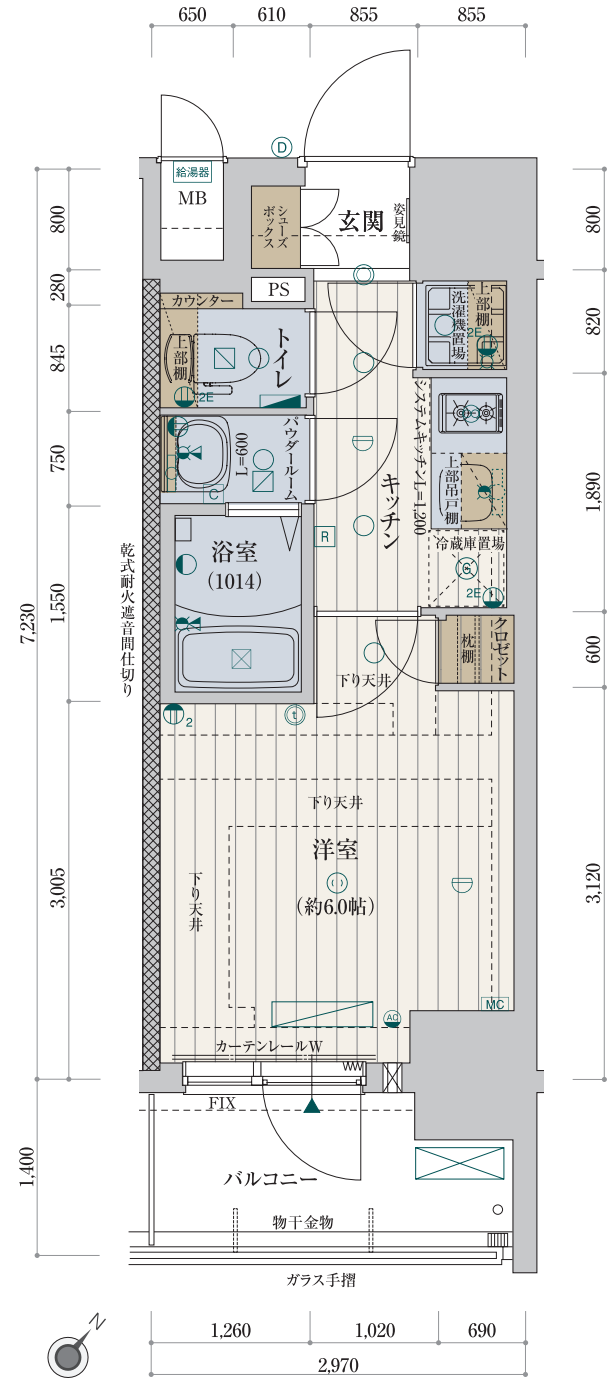 650
610
855
855
D
給湯器
MB
シューズ
ボックス
玄関
姿見鏡
800
800
PS
280
カウンター
上部棚
トイレ
2E
洗濯機置場
上部棚
2E
820
845
パウダールーム
L=600
C
750
システムキッチンL=1,200
上部吊戸棚
キッチン
1,890
R
浴室
(1014)
冷蔵庫置場
G
2E
乾式耐火遮音間仕切り
7,230
1,550
クロゼット
枕棚
600
下り天井
2
t
下り天井
洋室
(約6.0帖)
下り天井
3,005
3,120
MC
AC
カーテンレールW
FIX
バルコニー
1,400
物干金物
ガラス手摺
N
1,260
1,020
690
2,970